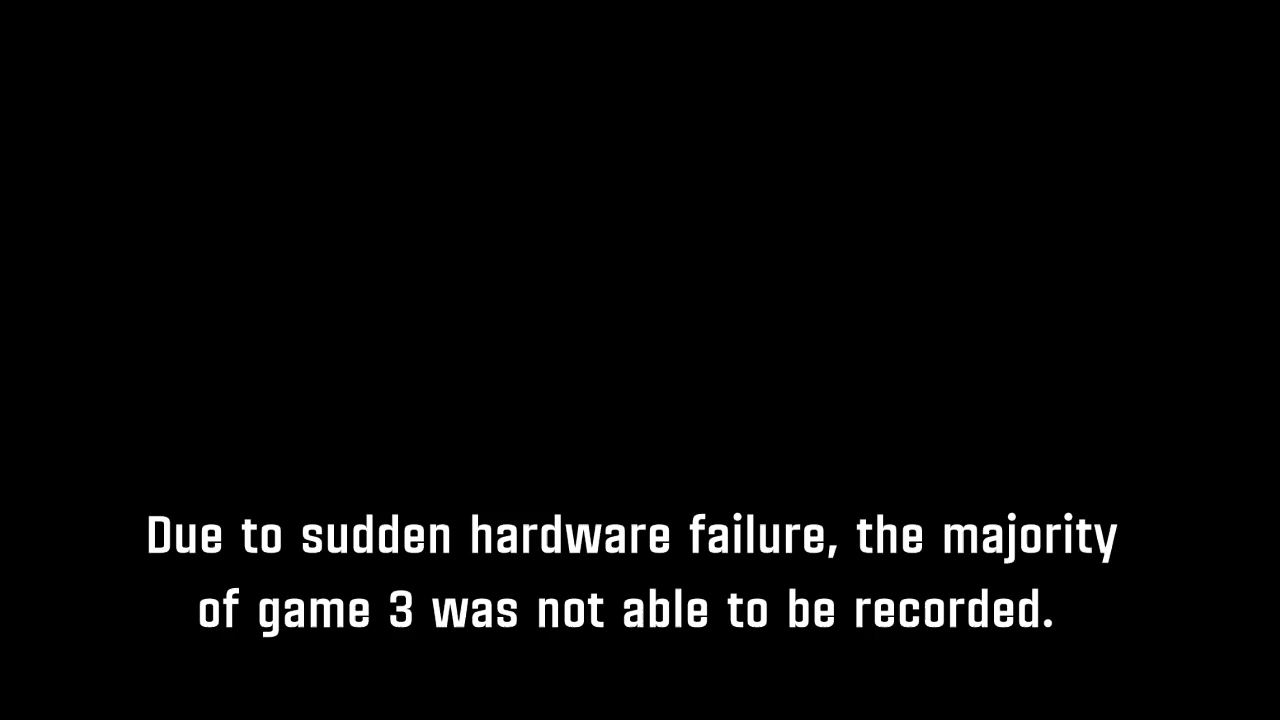 Due to sudden hardware failure, the majority
of game 3 was not able to be recorded.